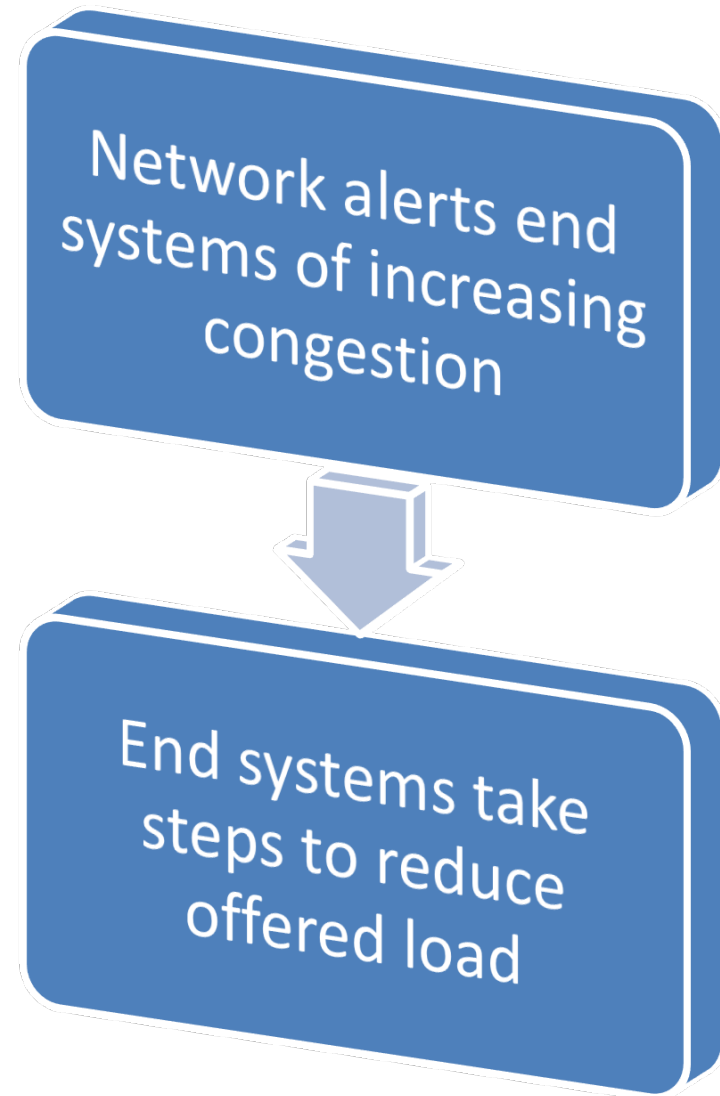 Network alerts end
systems of increasing
congestion
End systems take
steps to reduce
offered load